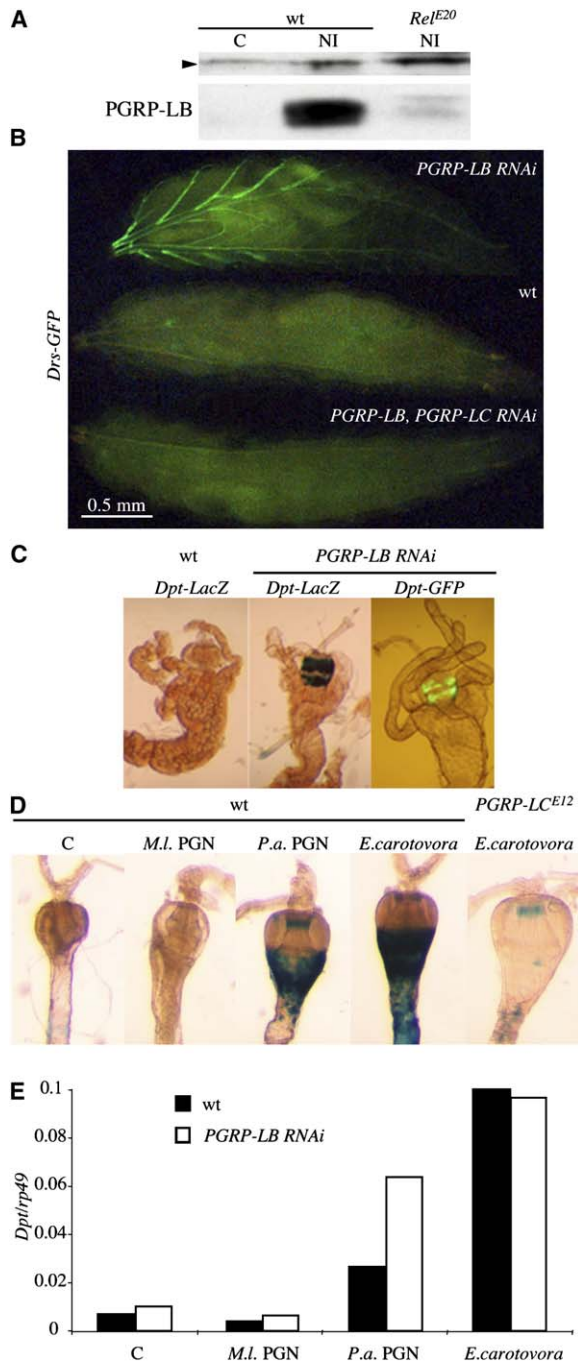 A
wt
Rel^E20
C
NI
NI
PGRP-LB
B
PGRP-LB RNAi
wt
Drs-GFP
PGRP-LB, PGRP-LC RNAi
0.5 mm
C
wt
PGRP-LB RNAi
Dpt-LacZ
Dpt-LacZ
Dpt-GFP
D
wt
PGRP-LC^E12
C
M.l. PGN
P.a. PGN
E.carotovora
E.carotovora
E
0.1
wt
PGRP-LB RNAi
0.08
0.06
Dpt/rp49
0.04
0.02
0
C
M.l. PGN
P.a. PGN
E.carotovora